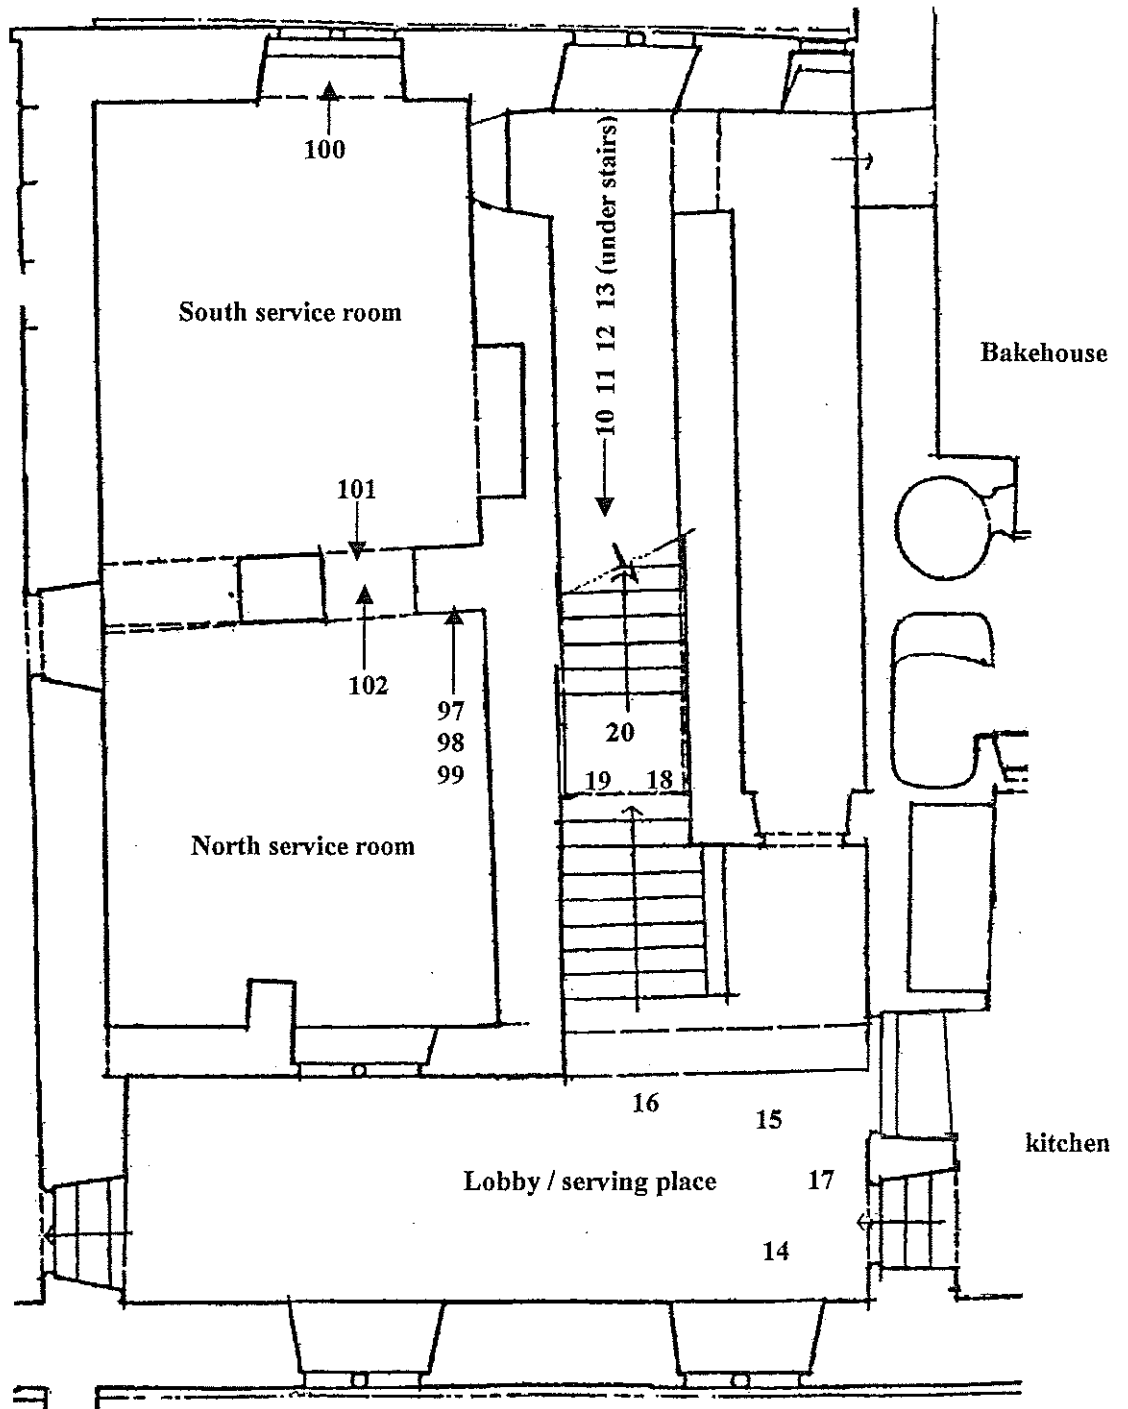 100
10 11 12 13 (under stairs)
South service room
Bakehouse
101
102
97
98
99
20
19 18
North service room
16
15
kitchen
Lobby / serving place
17
14